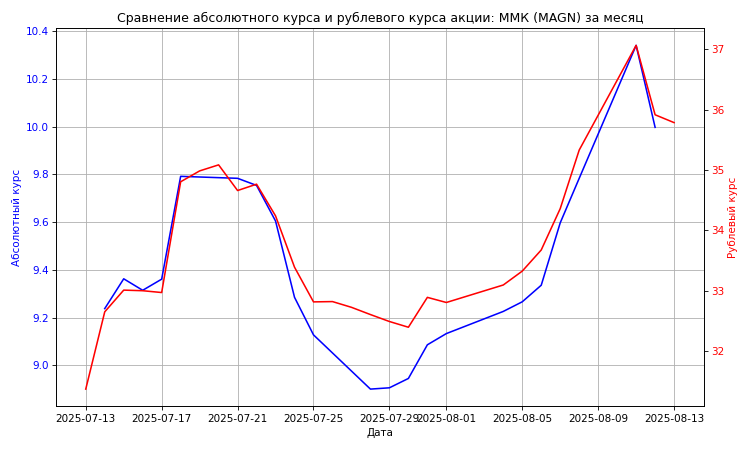 Сравнение абсолютного курса и рублевого курса акции: ММК (MAGN) за месяц
10.4
10.2
10.0
9.8
9.6
9.4
9.2
9.0
Абсолютный курс
37
36
35
34
33
32
Рублевый курс
2025-07-13 2025-07-17 2025-07-21 2025-07-25 2025-07-29 2025-08-01 2025-08-05 2025-08-09 2025-08-13
Дата